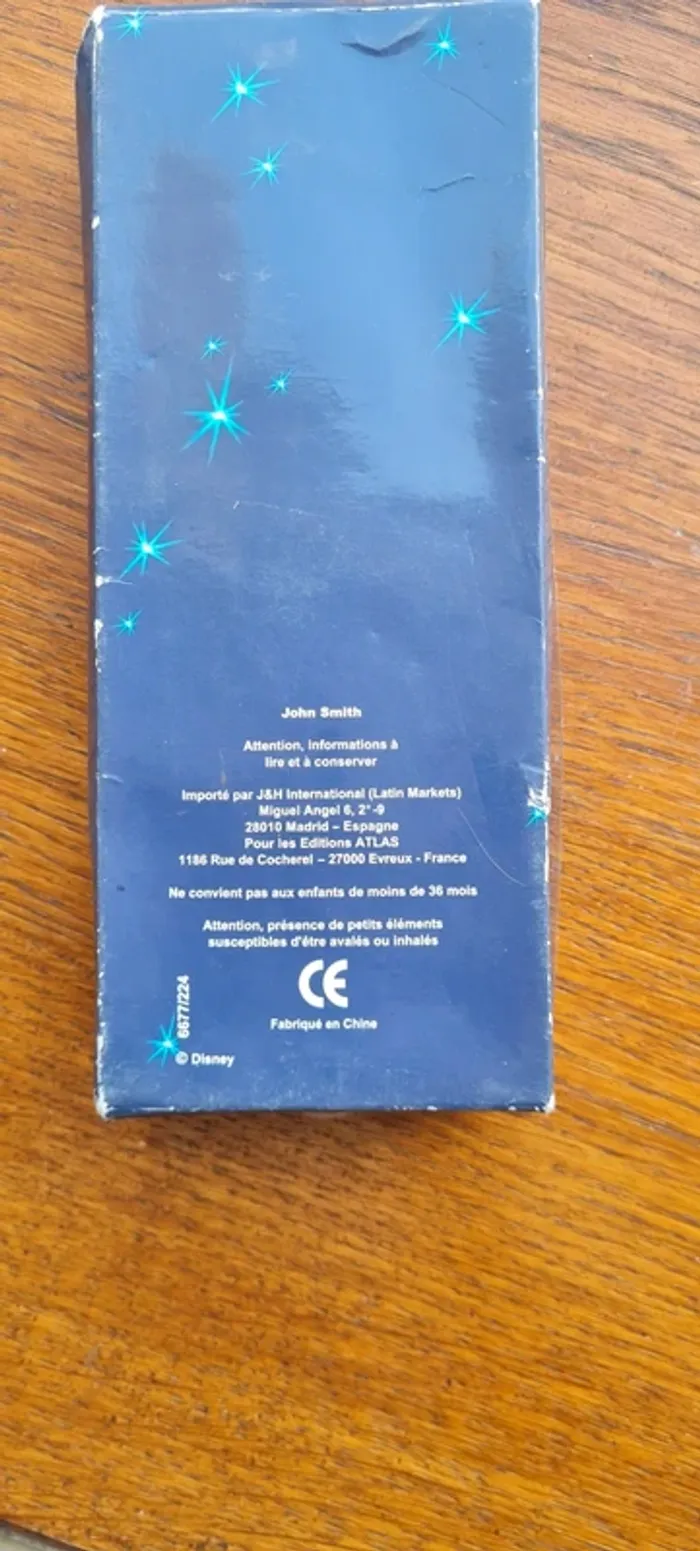 John Smith
Attention, informations à
lire et à conserver
Importé par J&H International (Latin Markets)
Miguel Angel 6, 2°-9
28010 Madrid – Espagne
Pour les Editions ATLAS
1186 Rue de Cocherel – 27000 Evreux - France
Ne convient pas aux enfants de moins de 36 mois
Attention, présence de petits éléments
susceptibles d'être avalés ou inhalés
CE
Fabriqué en Chine
6677/224
© Disney